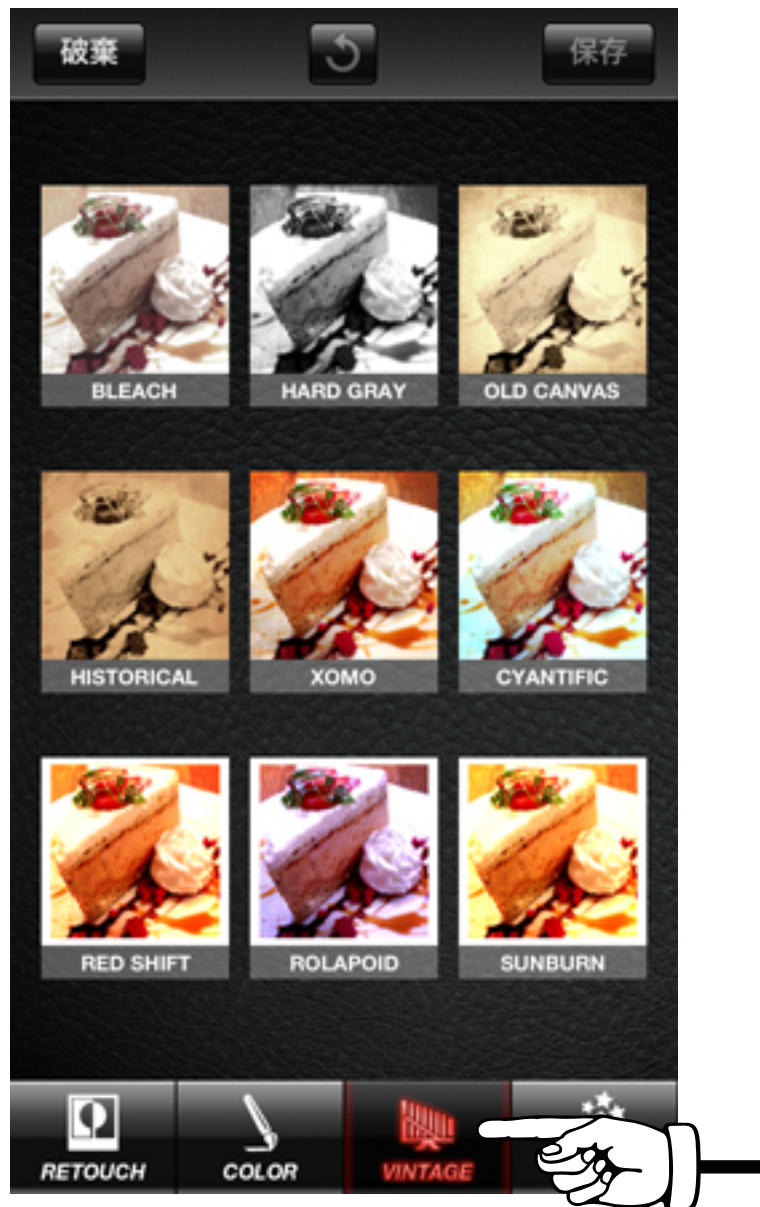 破棄
保存
BLEACH
HARD GRAY
OLD CANVAS
HISTORICAL
XOMO
CYANTIFIC
RED SHIFT
ROLAPOID
SUNBURN
RETOUCH
COLOR
VINTAGE